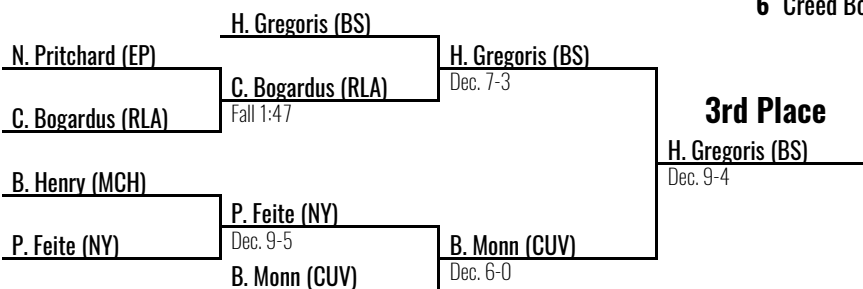 6 Creed
H. Gregoris (BS)
N. Pritchard (EP)
H. Gregoris (BS)
Dec. 7-3
C. Bogardus (RLA)
Fall 1:47
C. Bogardus (RLA)
3rd Place
H. Gregoris (BS)
Dec. 9-4
B. Henry (MCH)
P. Feite (NY)
Dec. 9-5
P. Feite (NY)
B. Monn (CUV)
Dec. 6-0
B. Monn (CUV)